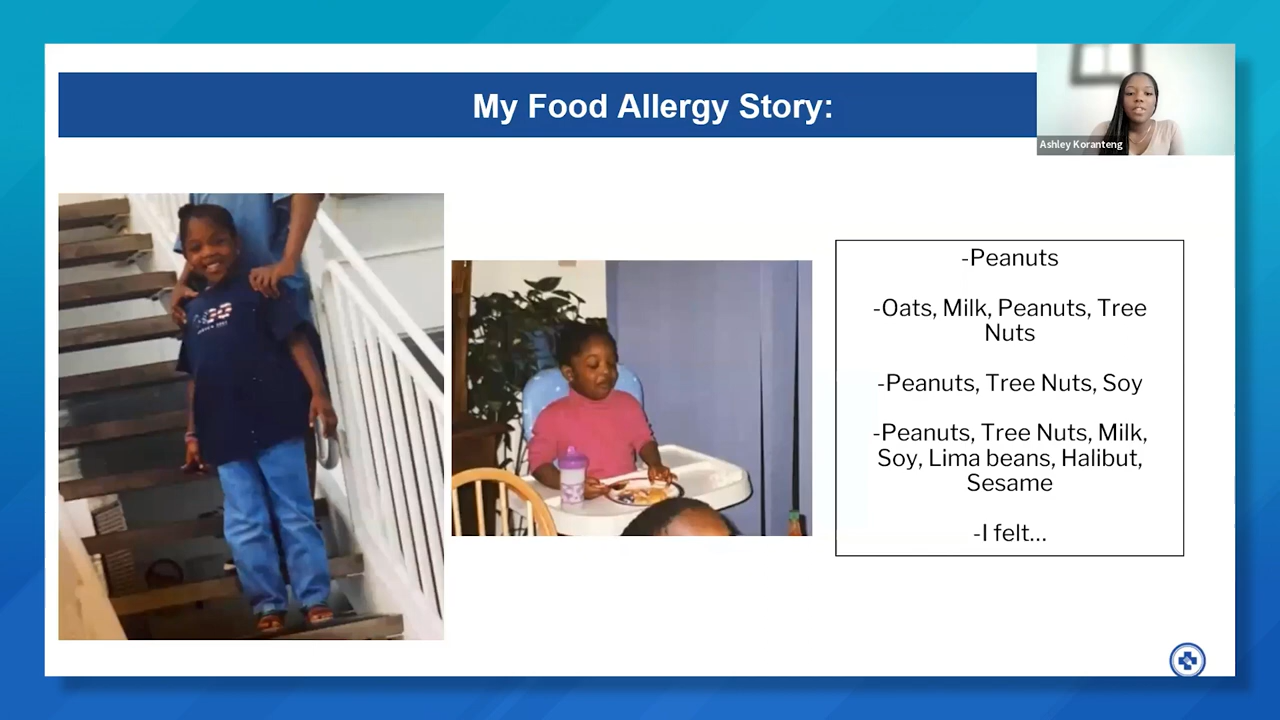 My Food Allergy Story:
Ashley Koranteng
-Peanuts
-Oats, Milk, Peanuts, Tree
Nuts
-Peanuts, Tree Nuts, Soy
-Peanuts, Tree Nuts, Milk,
Soy, Lima beans, Halibut,
Sesame
-I felt...